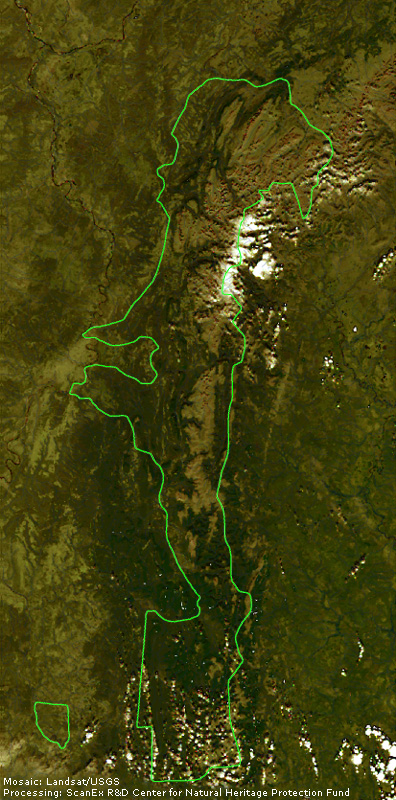 Mosaic: Landsat/USGS
Processing: ScanEx R&D Center for Natural Heritage Protection Fund